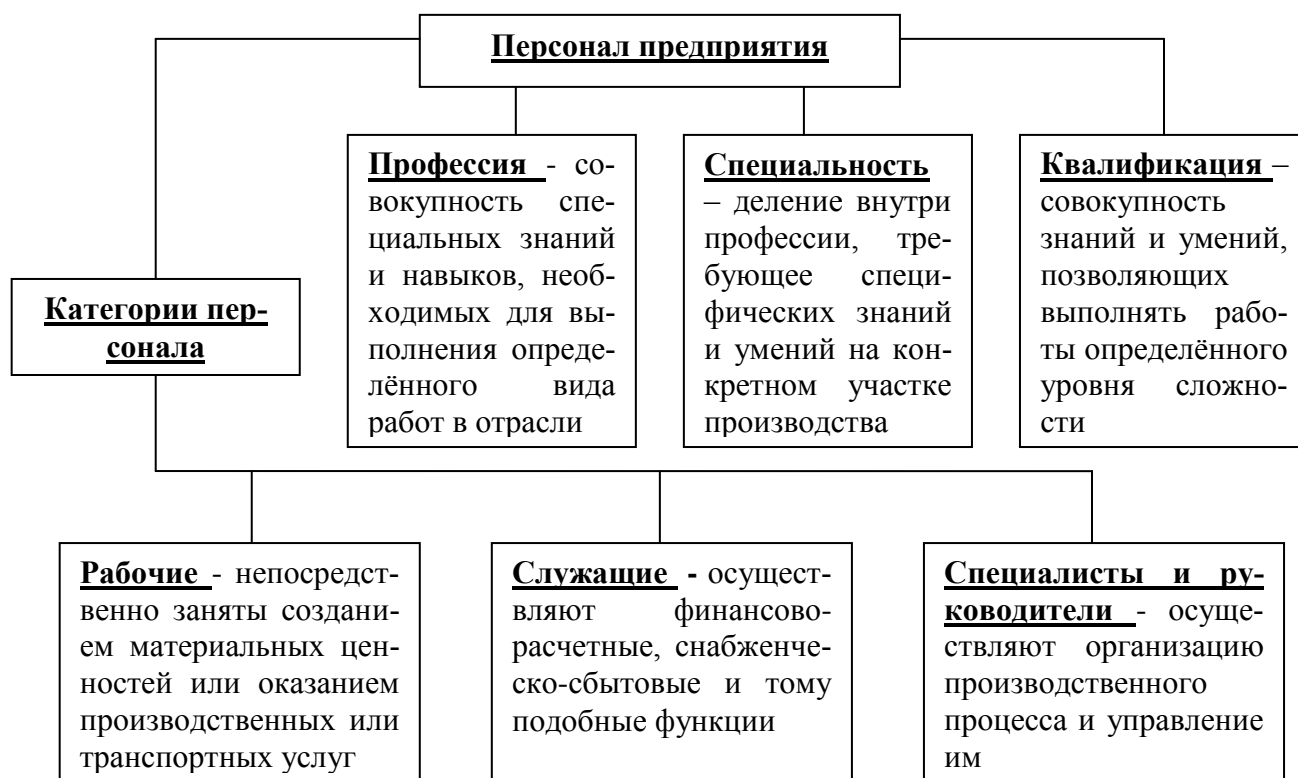 Персонал предприятия
Профессия - со-
вокупность спе-
циальных знаний
и навыков, необ-
ходимых для вы-
полнения опреде-
лённого вида
работ в отрасли
Специальность
– деление внутри
профессии, тре-
бующее специ-
фических знаний
и умений на кон-
кретном участке
производства
Квалификация –
совокупность
знаний и умений,
позволяющих
выполнять рабо-
ты определённого
уровня сложно-
сти
Категории пер-
сонала
Рабочие - непосредст-
венно заняты создани-
ем материальных цен-
ностей или оказанием
производственных или
транспортных услуг
Служащие - осущест-
вляют финансово-
расчетные, снабженче-
ско-сбытовые и тому
подобные функции
Специалисты и ру-
ководители - осуще-
ствляют организацию
производственного
процесса и управление
им